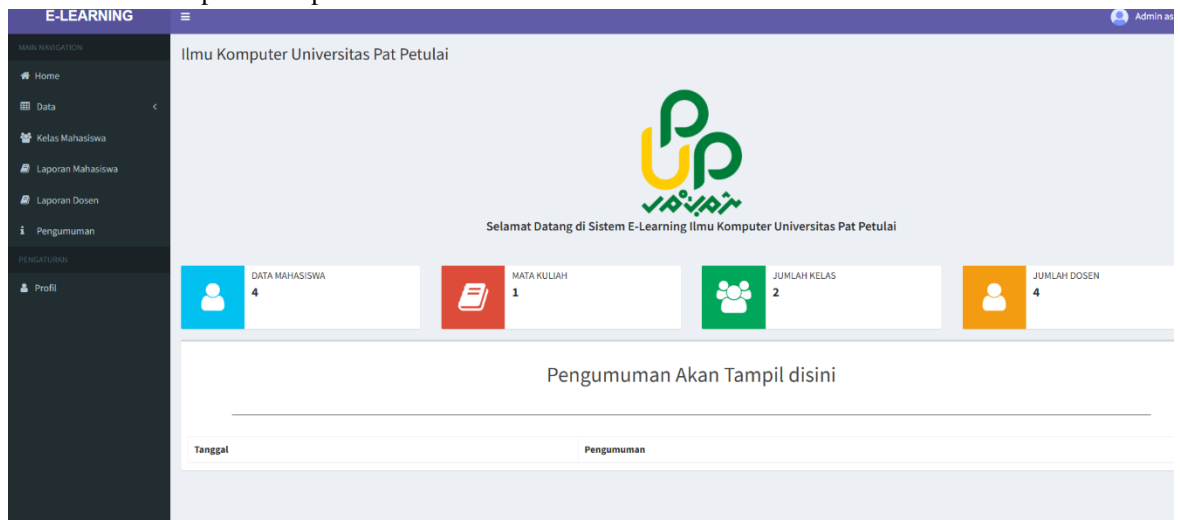 E-LEARNING
Admin as
MAIN NAVIGATION
Ilmu Komputer Universitas Pat Petulai
Home
Data
Kelas Mahasiswa
Laporan Mahasiswa
Laporan Dosen
Pengumuman
PENGATURAN
Profil
UPP
Selamat Datang di Sistem E-Learning Ilmu Komputer Universitas Pat Petulai
DATA MAHASISWA
4
MATA KULIAH
1
JUMLAH KELAS
2
JUMLAH DOSEN
4
Pengumuman Akan Tampil disini
Tanggal Pengumuman